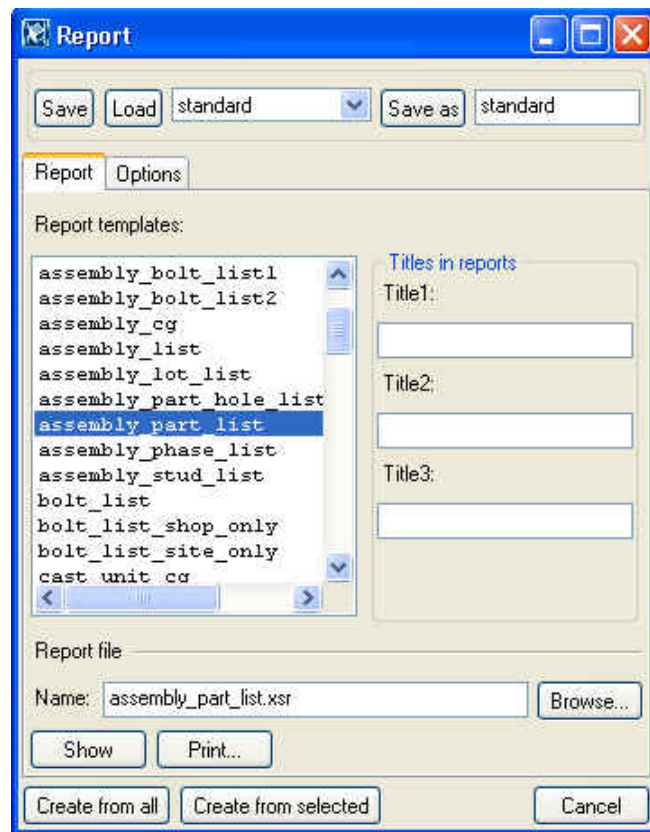 Report
Save Load standard Save as standard
Report Options
Report templates:
assembly_bolt_list1
assembly_bolt_list2
assembly_cg
assembly_list
assembly_lot_list
assembly_part_hole_list
assembly_part_list
assembly_phase_list
assembly_stud_list
bolt_list
bolt_list_shop_only
bolt_list_site_only
cast_unit_cg
Titles in reports
Title1:
Title2:
Title3:
Report file
Name: assembly_part_list.xsr Browse...
Show Print...
Create from all Create from selected Cancel